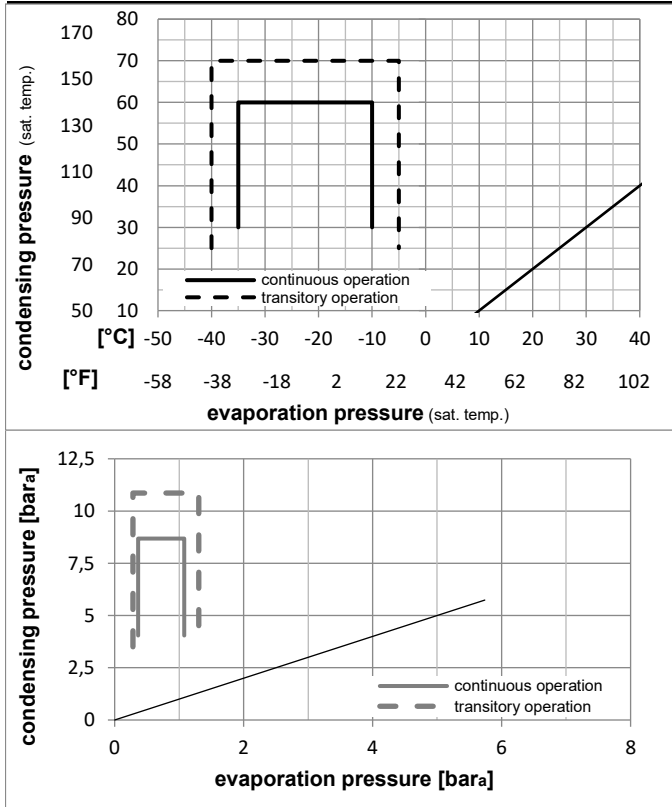 condensing pressure (sat. temp.)
170 80
70
150 60
130 50
110 40
90 30
70 20
50 10
continuous operation
transitory operation
[°C] -50 -40 -30 -20 -10 0 10 20 30 40
[°F] -58 -38 -18 2 22 42 62 82 102
evaporation pressure (sat. temp.)
condensing pressure [bara]
12,5
10
7,5
5
2,5
0
continuous operation
transitory operation
0 2 4 6 8
evaporation pressure [bara]